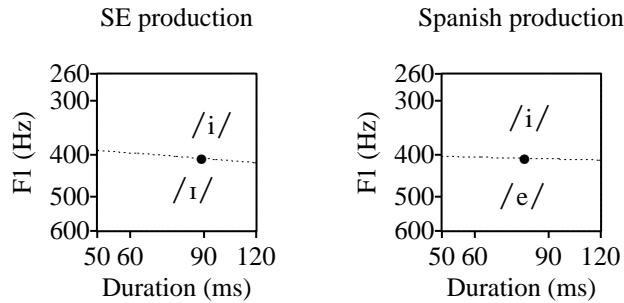 SE production
260
300
400
500
600
F1 (Hz)
/i/
/ɪ/
50 60 90 120
Duration (ms)
Spanish production
260
300
400
500
600
F1 (Hz)
/i/
/e/
50 60 90 120
Duration (ms)